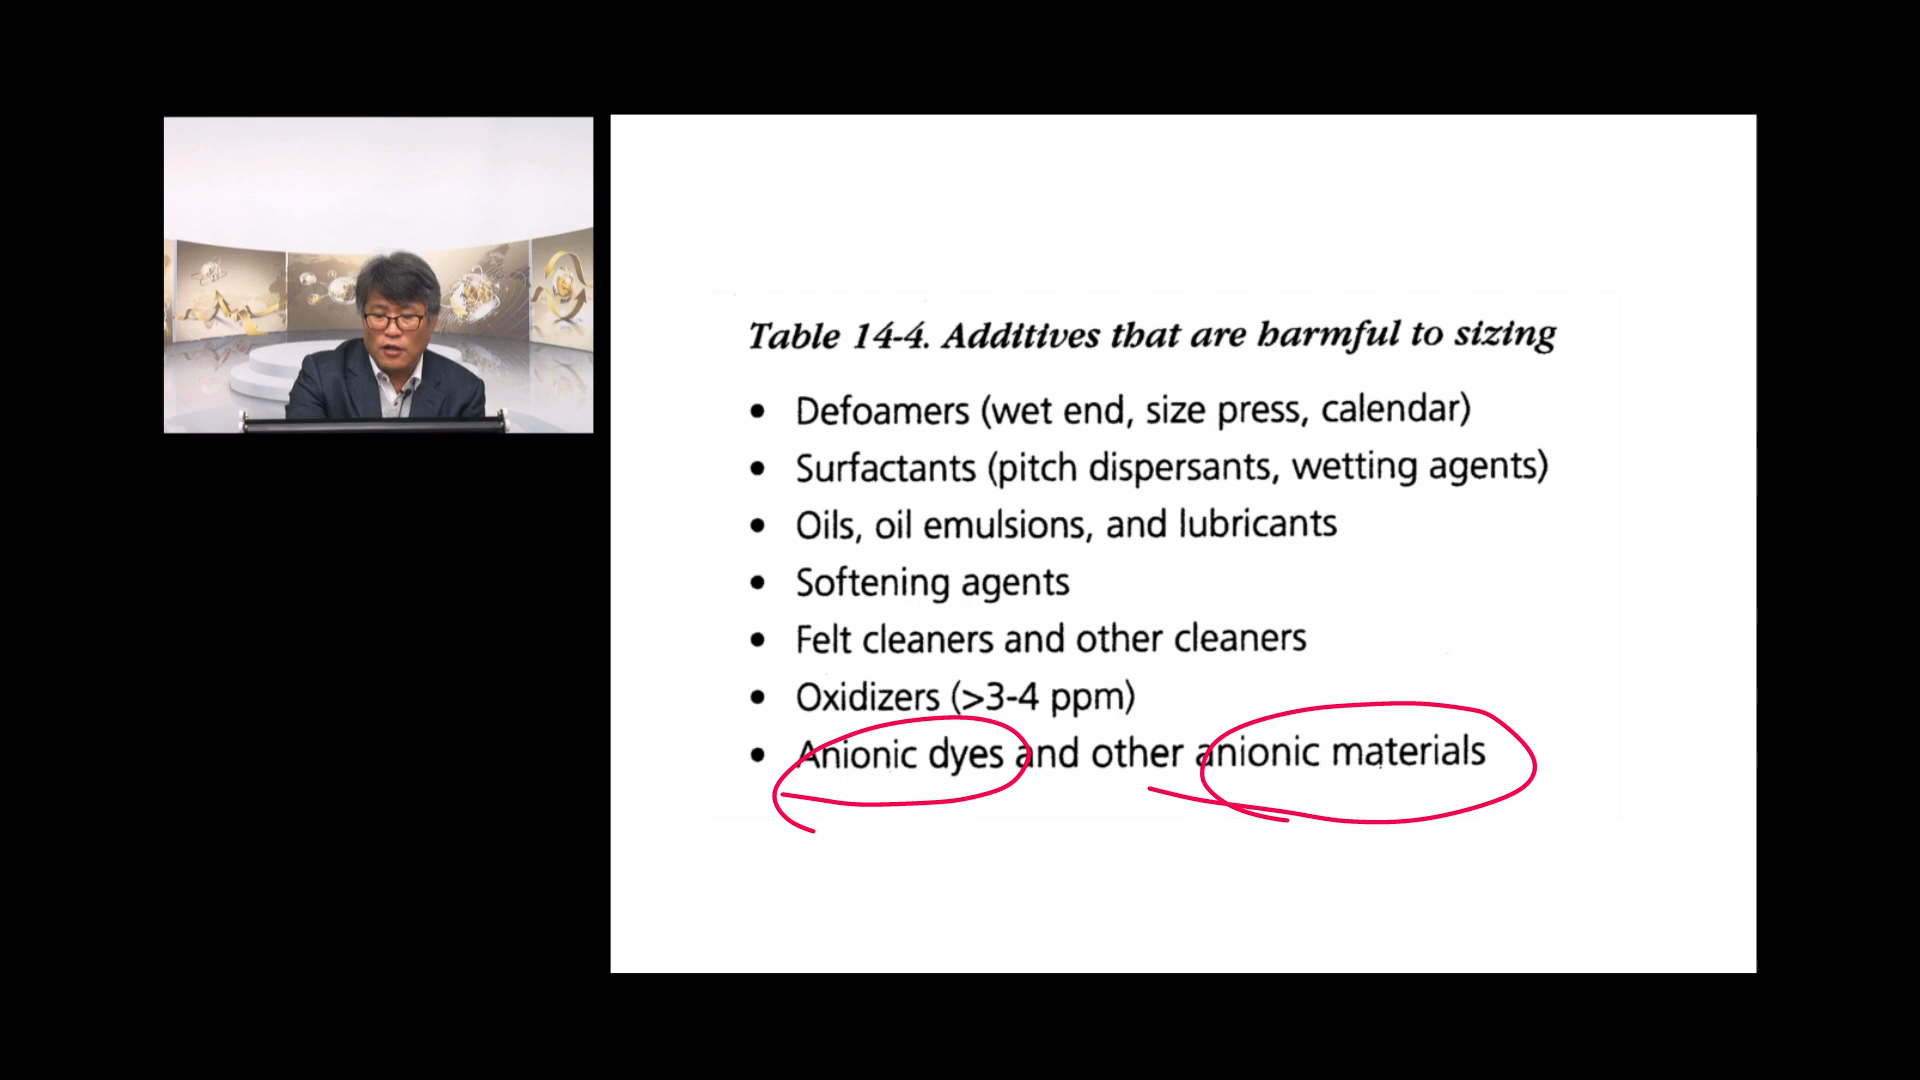 Table 14-4. Additives that are harmful to sizing
• Defoamers (wet end, size press, calendar)
• Surfactants (pitch dispersants, wetting agents)
• Oils, oil emulsions, and lubricants
• Softening agents
• Felt cleaners and other cleaners
• Oxidizers (>3-4 ppm)
• Anionic dyes and other anionic materials